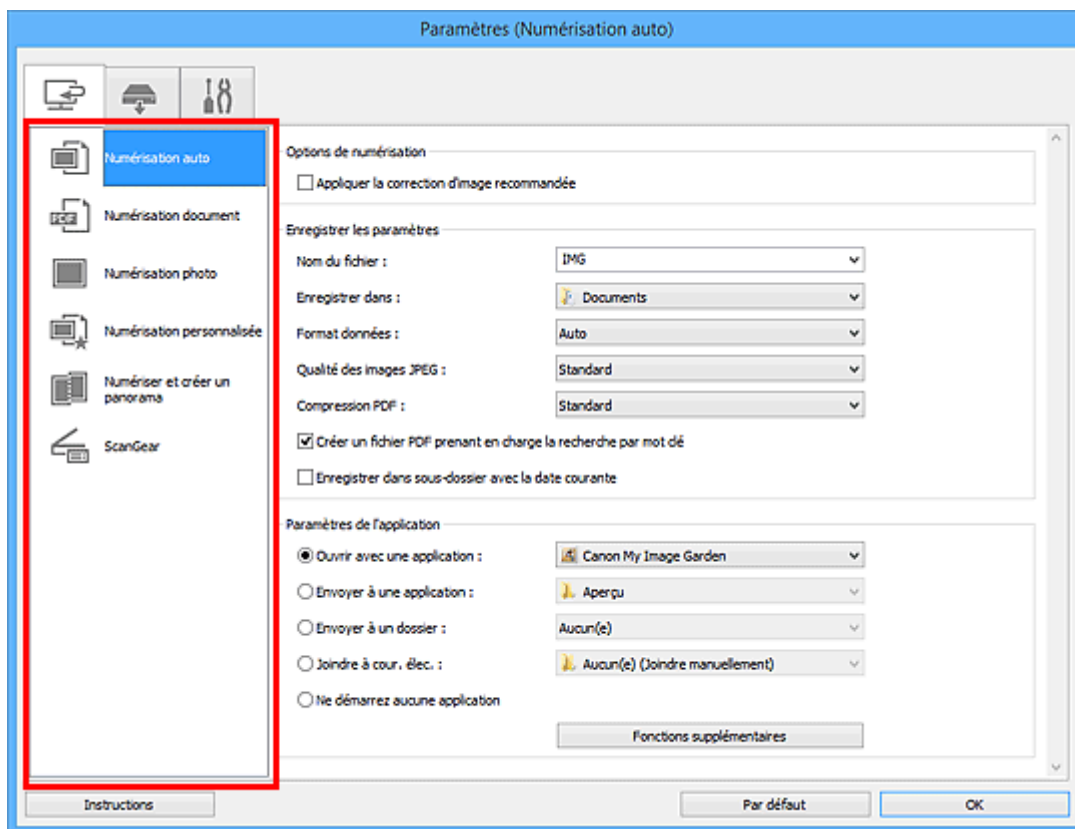 Paramètres (Numérisation auto)
Numérisation auto
Numérisation document
Numérisation photo
Numérisation personnalisée
Numériser et créer un
panorama
ScanGear
Options de numérisation
Appliquer la correction d'image recommandée
Enregistrer les paramètres
Nom du fichier : IMG
Enregistrer dans : Documents
Format données : Auto
Qualité des images JPEG : Standard
Compression PDF : Standard
Créer un fichier PDF prenant en charge la recherche par mot clé
Enregistrer dans sous-dossier avec la date courante
Paramètres de l'application
Ouvrir avec une application : Canon My Image Garden
Envoyer à une application : Aperçu
Envoyer à un dossier : Aucun(e)
Joindre à cour. élec. : Aucun(e) (Joindre manuellement)
Ne démarrez aucune application
Fonctions supplémentaires
Instructions Par défaut OK